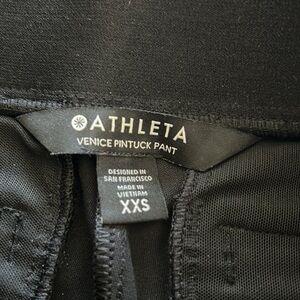 ATHLETA
VENICE PINTUCK PANT
DESIGNED IN
SAN FRANCISCO
MADE IN
VIETNAM
XXS